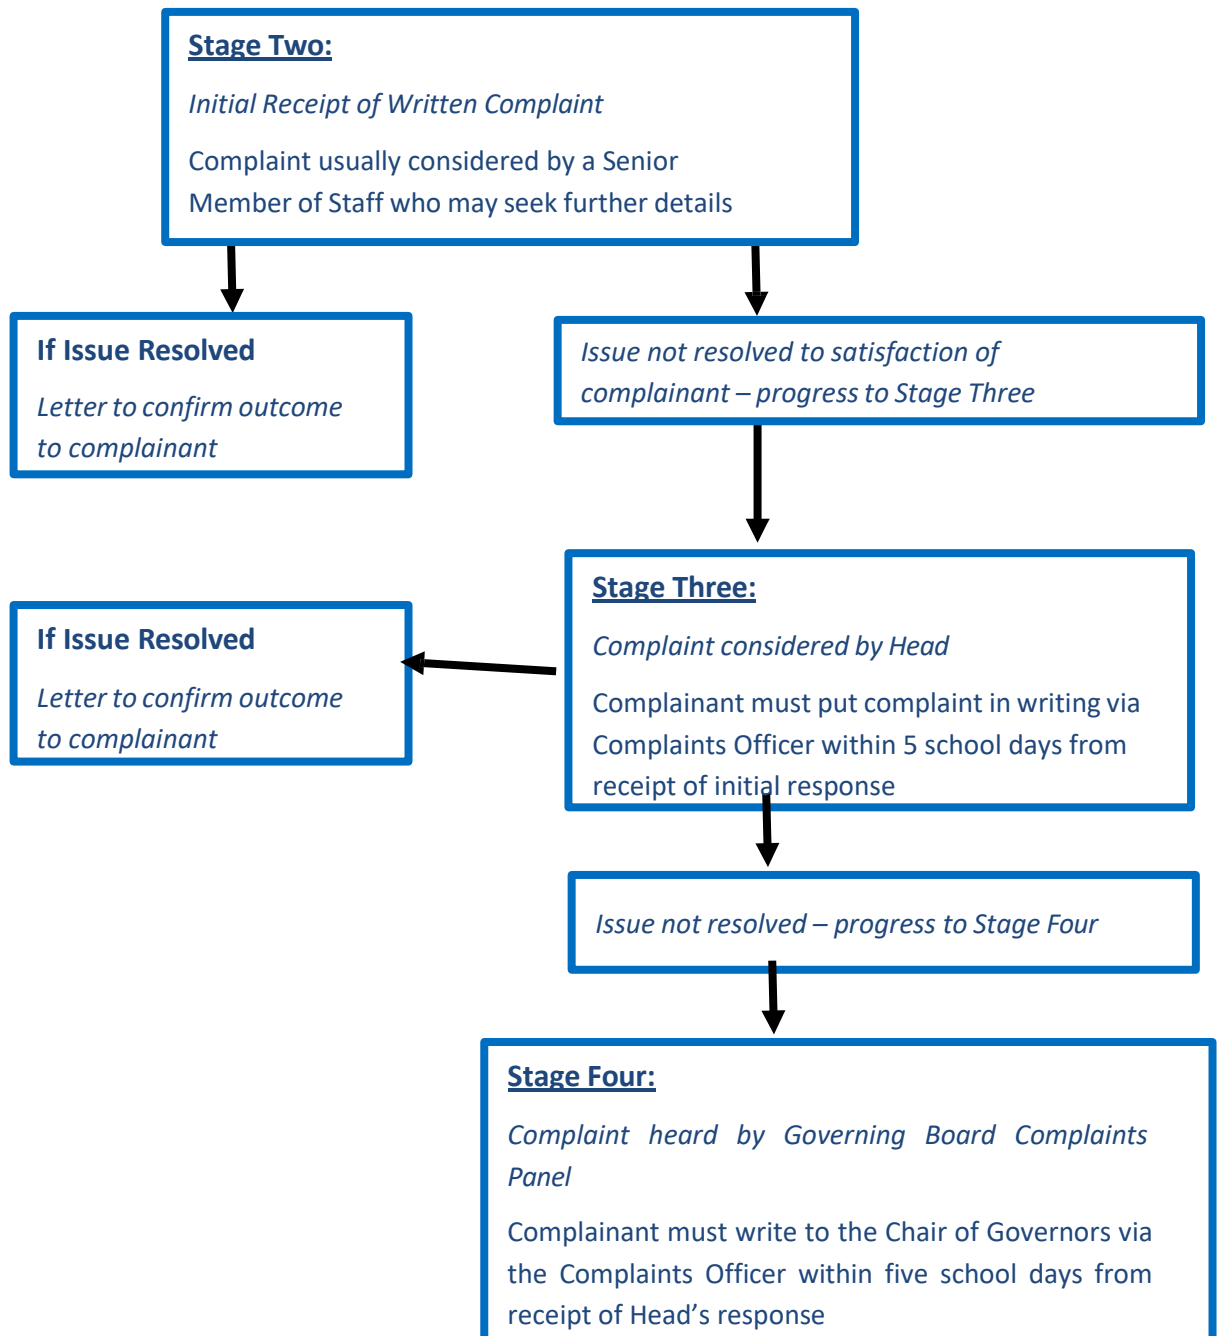 Stage Two:
Initial Receipt of Written Complaint
Complaint usually considered by a Senior
Member of Staff who may seek further details
If Issue Resolved
Letter to confirm outcome
to complainant
Issue not resolved to satisfaction of
complainant – progress to Stage Three
Stage Three:
Complaint considered by Head
Complainant must put complaint in writing via
Complaints Officer within 5 school days from
receipt of initial response
If Issue Resolved
Letter to confirm outcome
to complainant
Issue not resolved – progress to Stage Four
Stage Four:
Complaint heard by Governing Board Complaints
Panel
Complainant must write to the Chair of Governors via
the Complaints Officer within five school days from
receipt of Head’s response